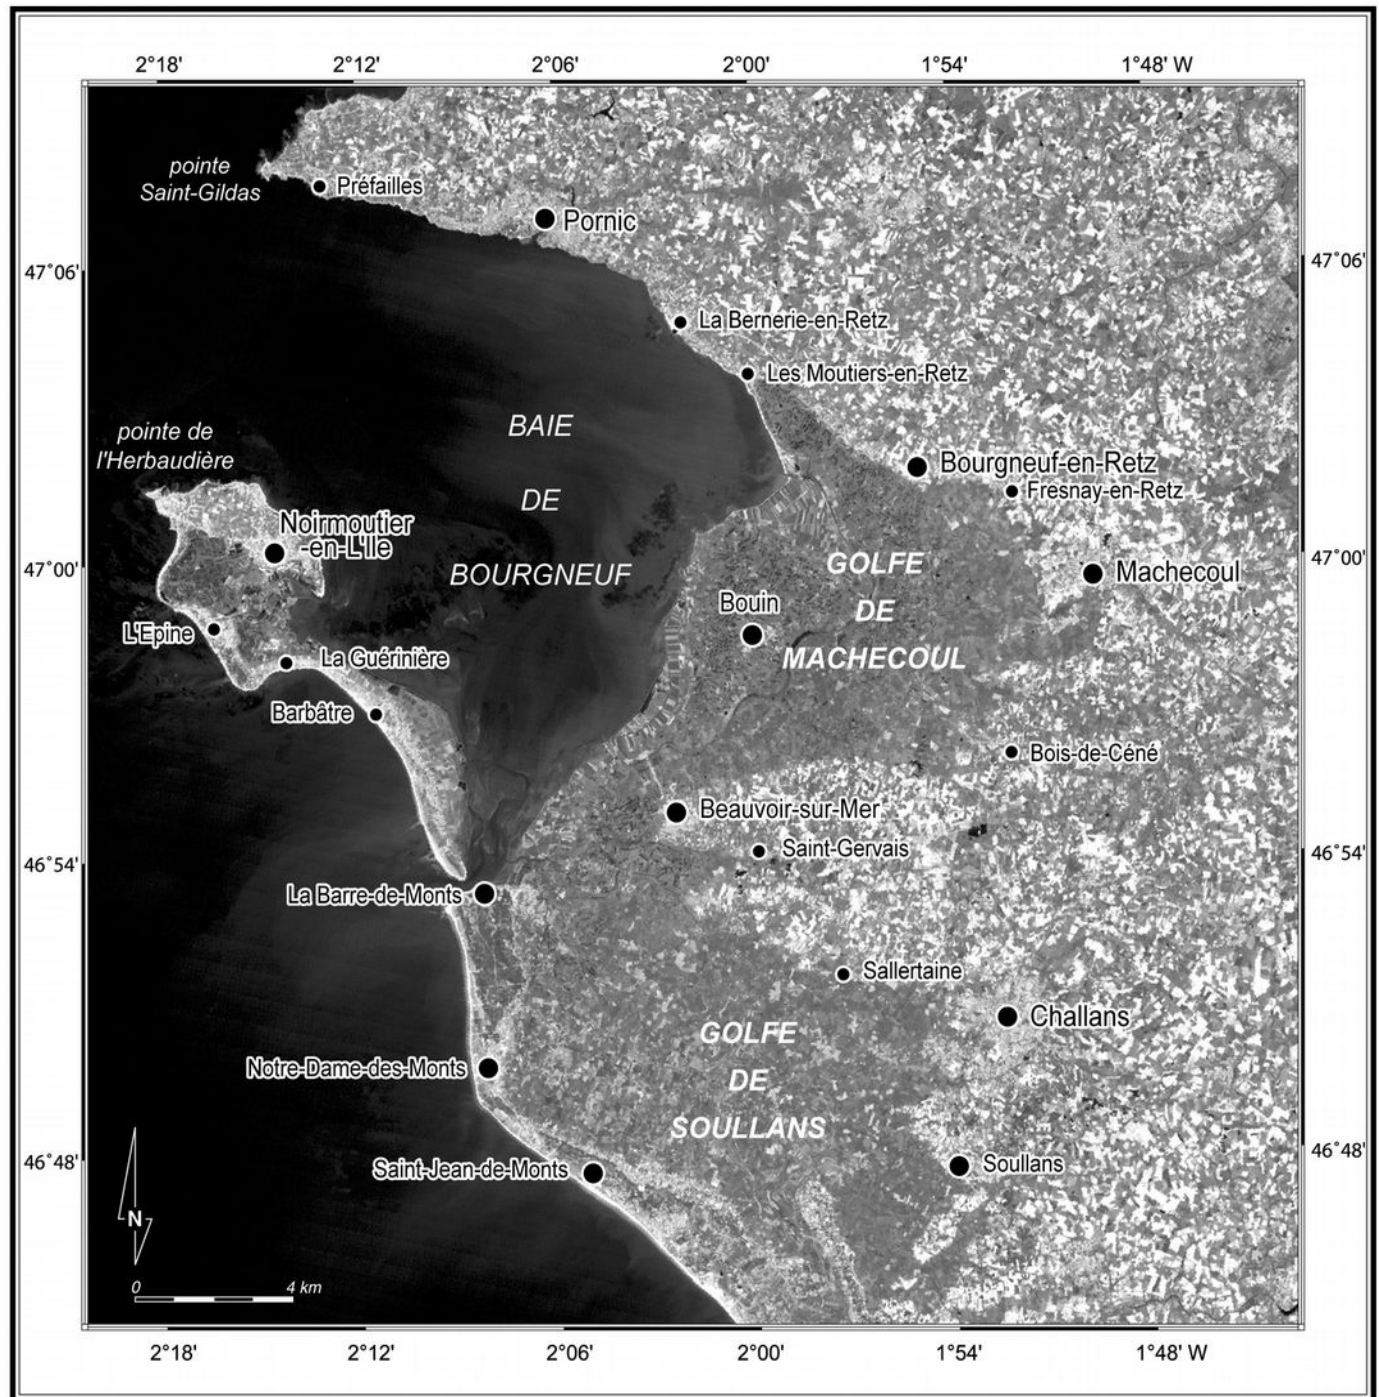 2°18' 2°12' 2°06' 2°00' 1°54' 1°48' W
pointe
Saint-Gildas
Préfailles
Pornic
47°06' 47°06'
La Bernerie-en-Retz
Les Moutiers-en-Retz
BAIE
DE
BOURGNEUF
pointe de
l'Herbaudière
Bourgneuf-en-Retz
Fresnay-en-Retz
Noirmoutier
-en-L'Ile
47°00' 47°00'
GOLFE
DE
MACHECOUL
Machecoul
Bouin
L'Epine
La Guérinière
Barbâtre
Bois-de-Céné
Beauvoir-sur-Mer
Saint-Gervais
46°54' 46°54'
La Barre-de-Monts
Sallertaine
Challans
GOLFE
DE
SOULLANS
Notre-Dame-des-Monts
46°48' 46°48'
Saint-Jean-de-Monts
Soullans
N
0 4 km
2°18' 2°12' 2°06' 2°00' 1°54' 1°48' W